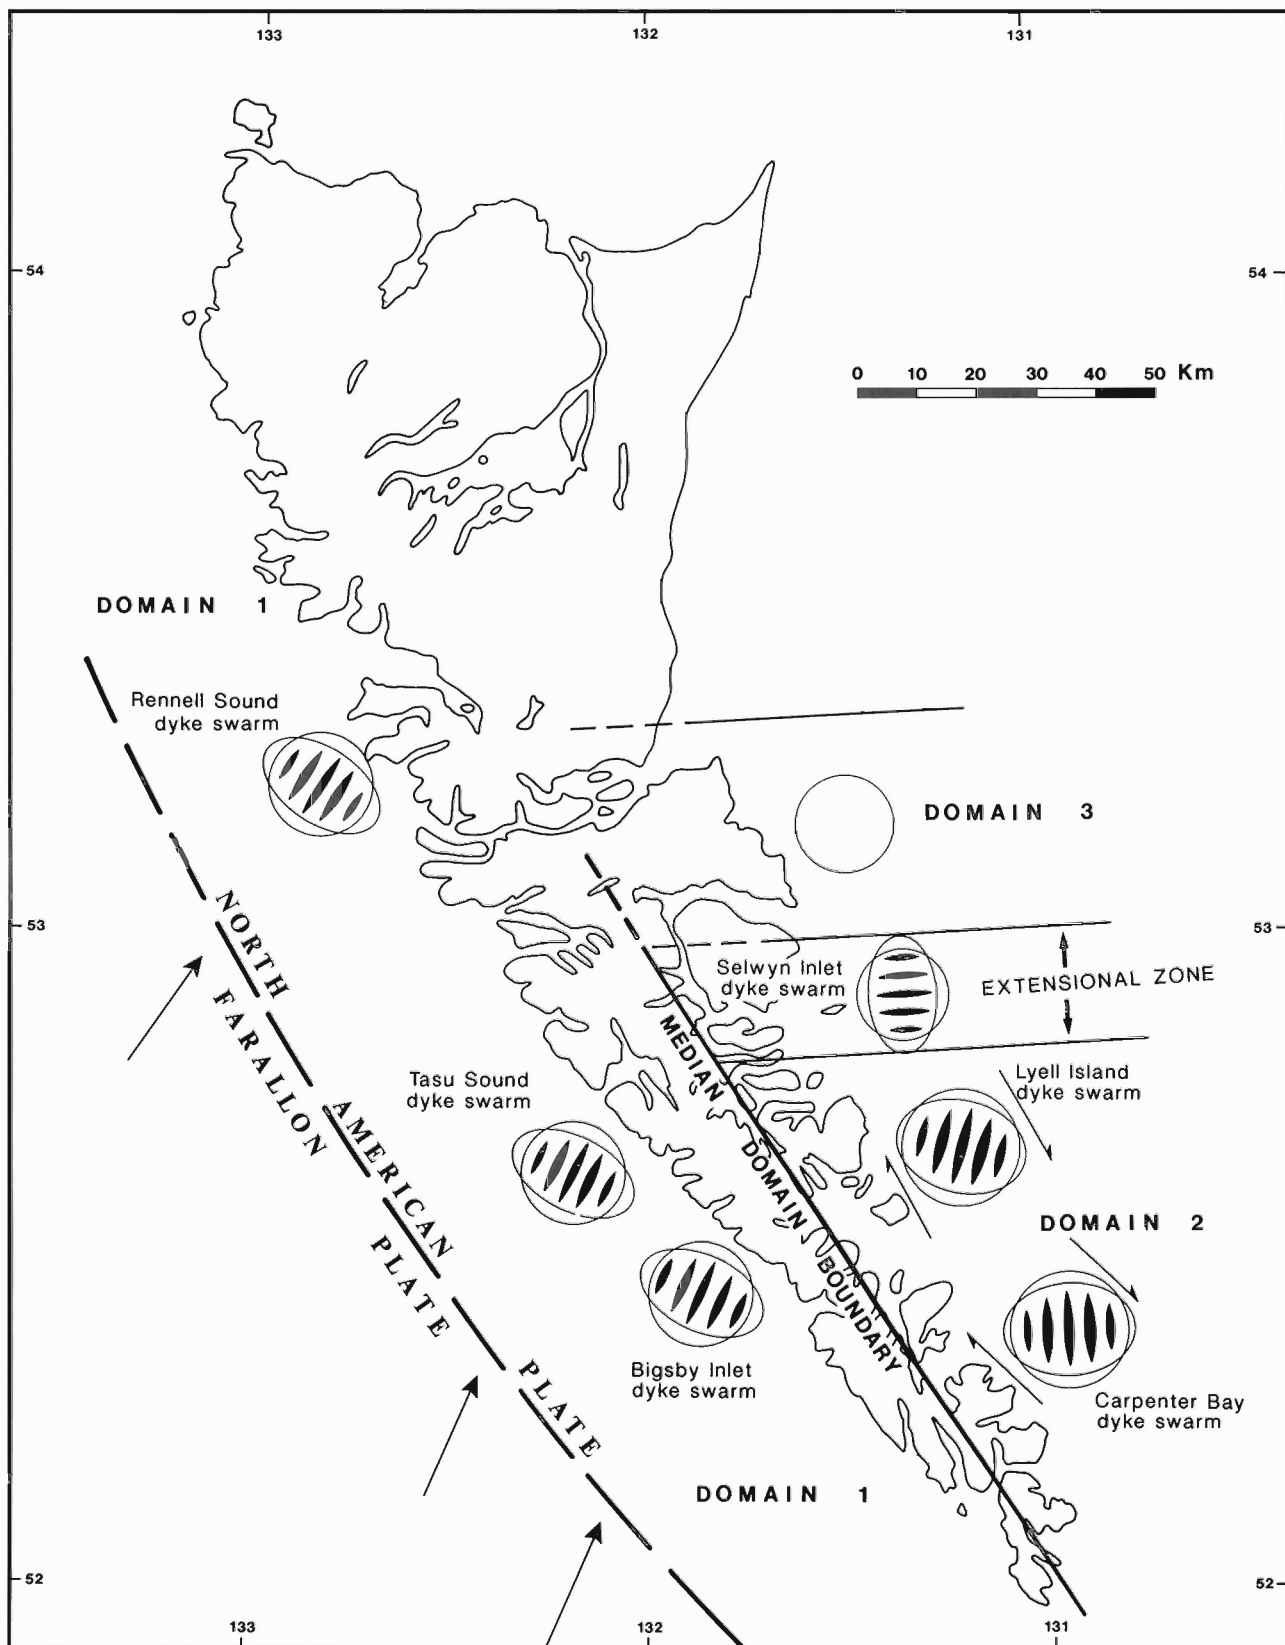 133 132 131
54 54
0 10 20 30 40 50 Km
DOMAIN 1
Rennell Sound
dyke swarm
DOMAIN 3
53 53
Selwyn Inlet
dyke swarm
EXTENSIONAL ZONE
NORTH AMERICAN PLATE
FARALLON PLATE
MEDIAN DOMAIN BOUNDARY
Tasu Sound
dyke swarm
Lyell Island
dyke swarm
DOMAIN 2
Bigsby Inlet
dyke swarm
Carpenter Bay
dyke swarm
DOMAIN 1
52 52
133 132 131